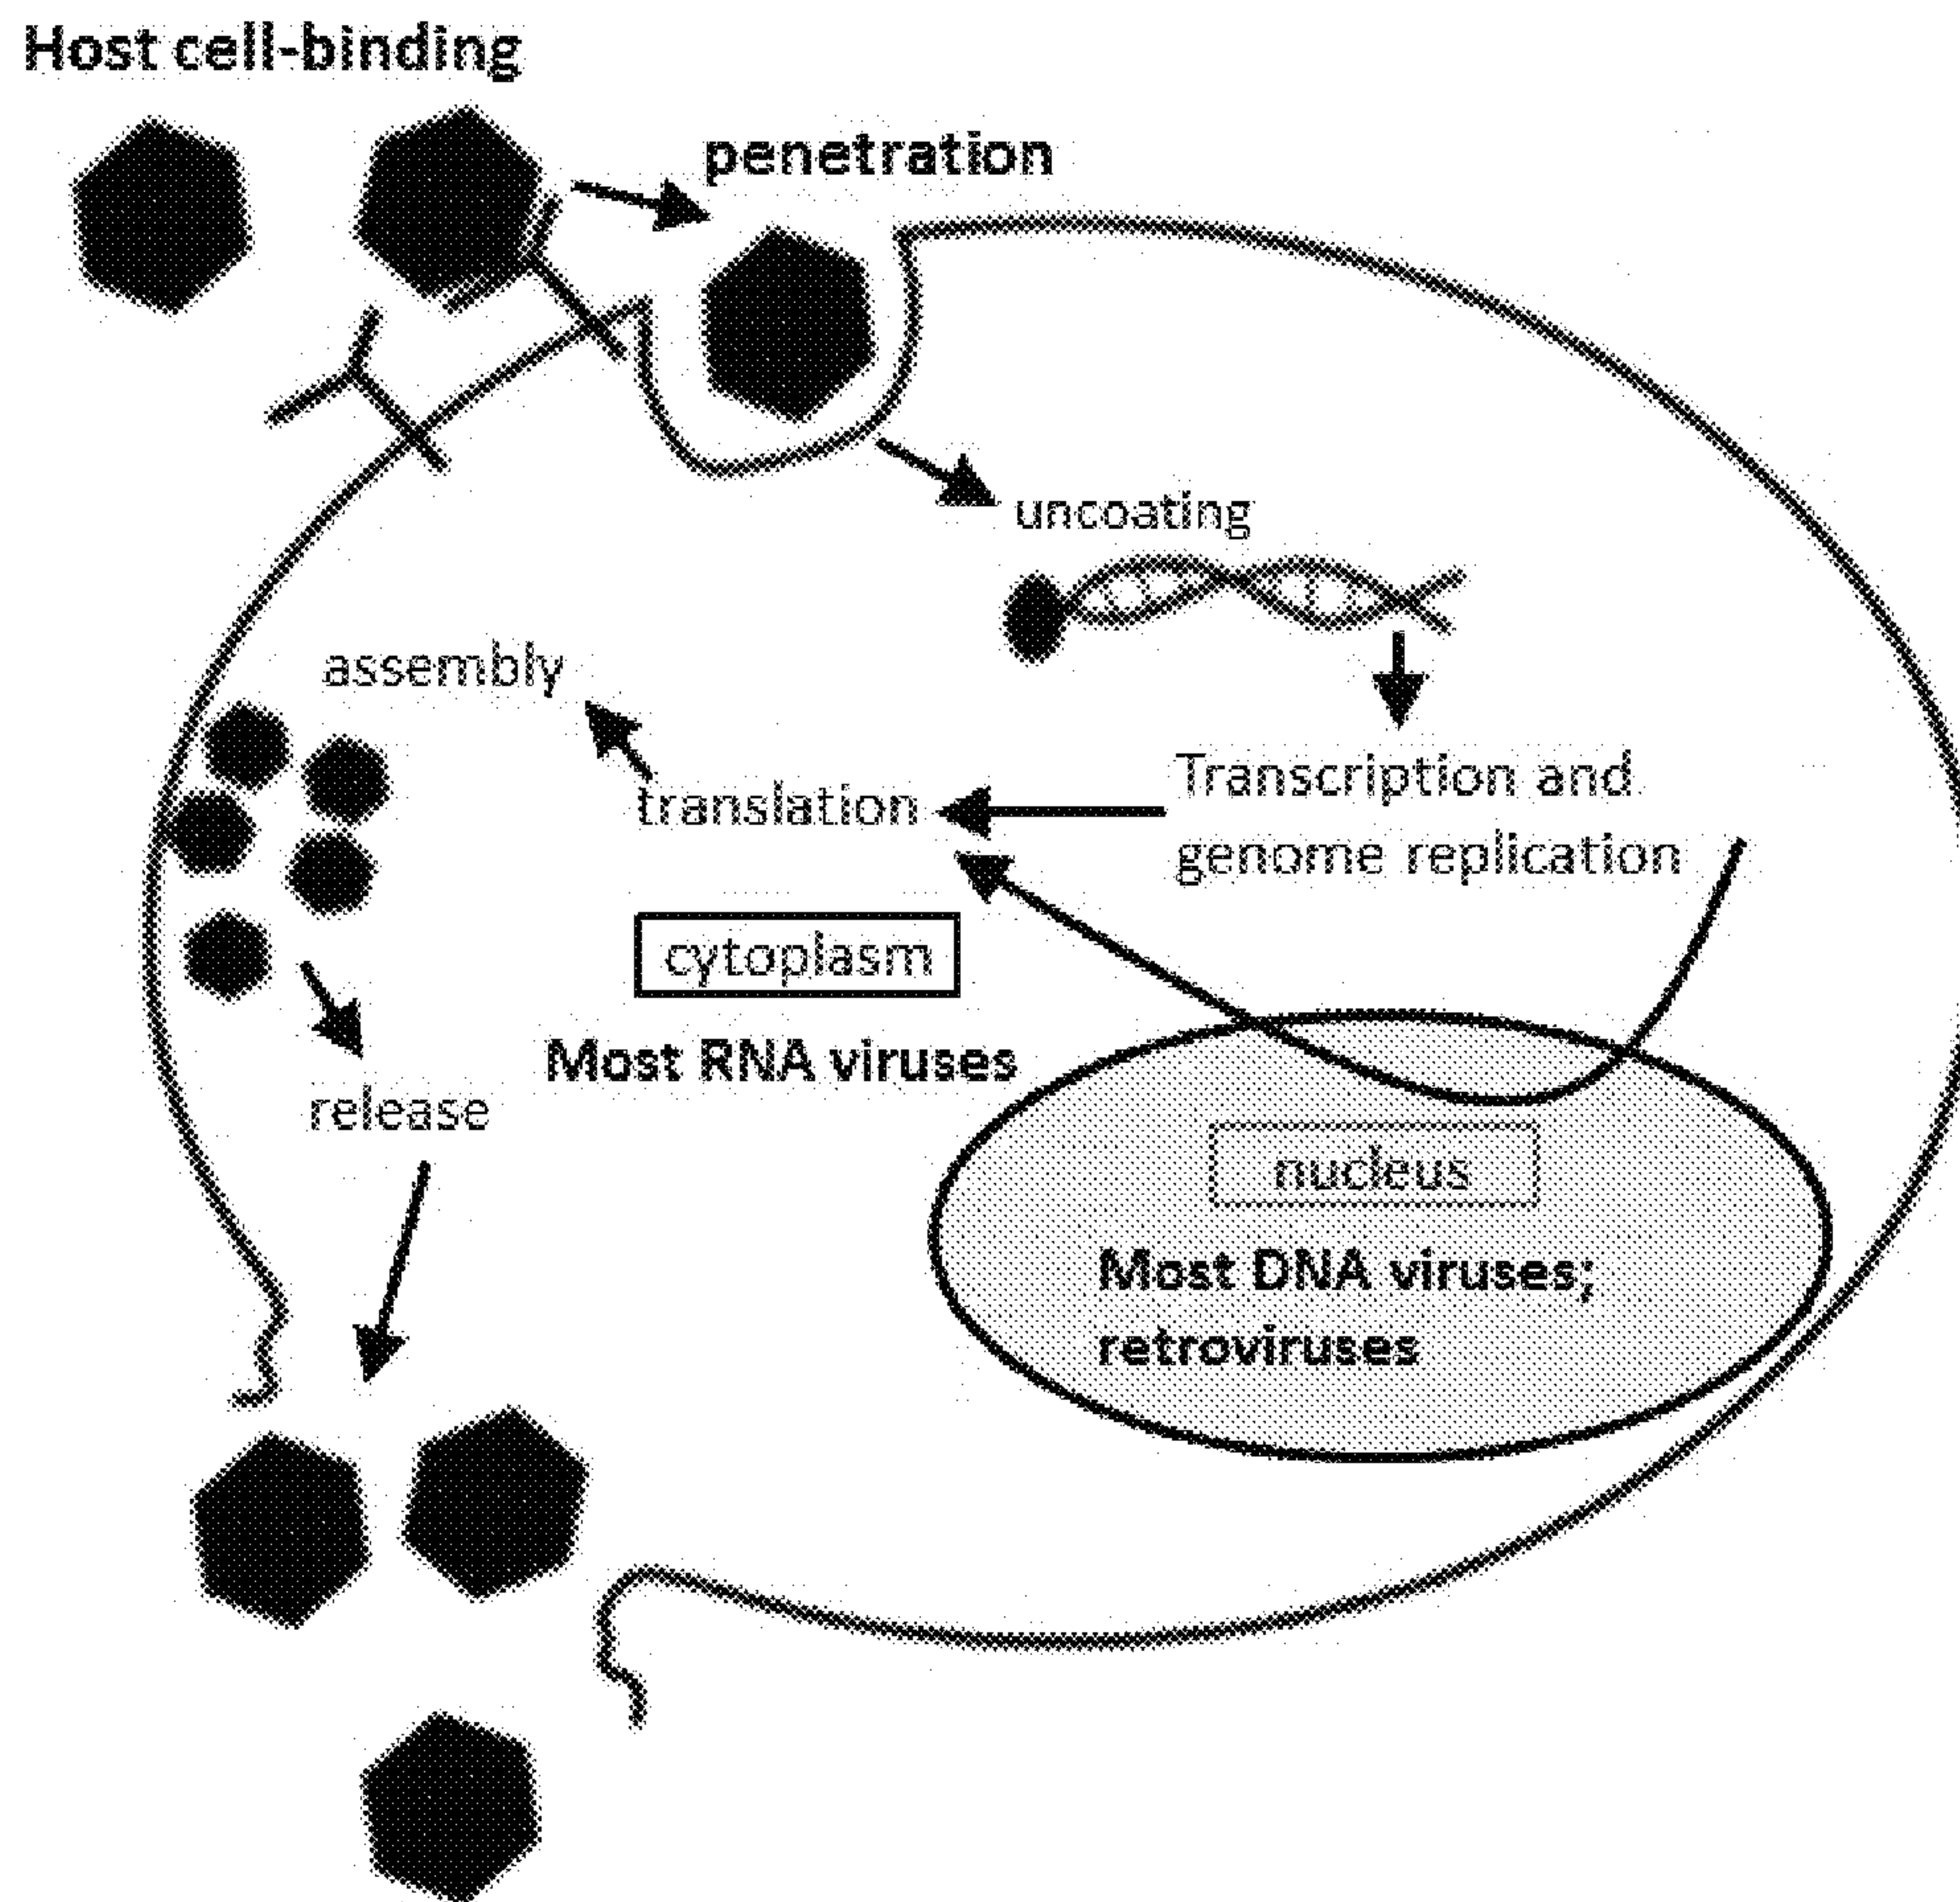 Host cell-binding
penetration
uncoating
assembly
translation
Transcription and
genome replication
cytoplasm
Most RNA viruses
release
nucleus
Most DNA viruses;
retroviruses